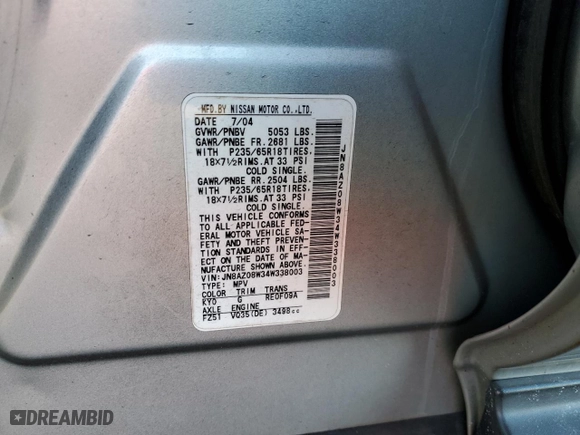 MFD.BY NISSAN MOTOR CO.,LTD.
DATE 7/04
GVWR/PNBV 5053 LBS.
GAWR/PNBE FR. 2681 LBS.
WITH P235/65R18TIRES.
18X7½RIMS.AT 33 PSI
COLD SINGLE.
GAWR/PNBE RR. 2504 LBS.
WITH P235/65R18TIRES.
18X7½RIMS.AT 33 PSI
COLD SINGLE.
THIS VEHICLE CONFORMS
TO ALL APPLICABLE FED-
ERAL MOTOR VEHICLE SA-
FETY AND THEFT PREVEN-
TION STANDARDS IN EFF-
ECT ON THE DATE OF MA-
NUFACTURE SHOWN ABOVE.
VIN: JN8AZ08W34W338003
TYPE: MPV
COLOR TRIM TRANS
KY0 G RE0F09A
AXLE ENGINE
FZ51 VQ35(DE) 3498cc
JN8AZ08W34W338003
DREAMBID